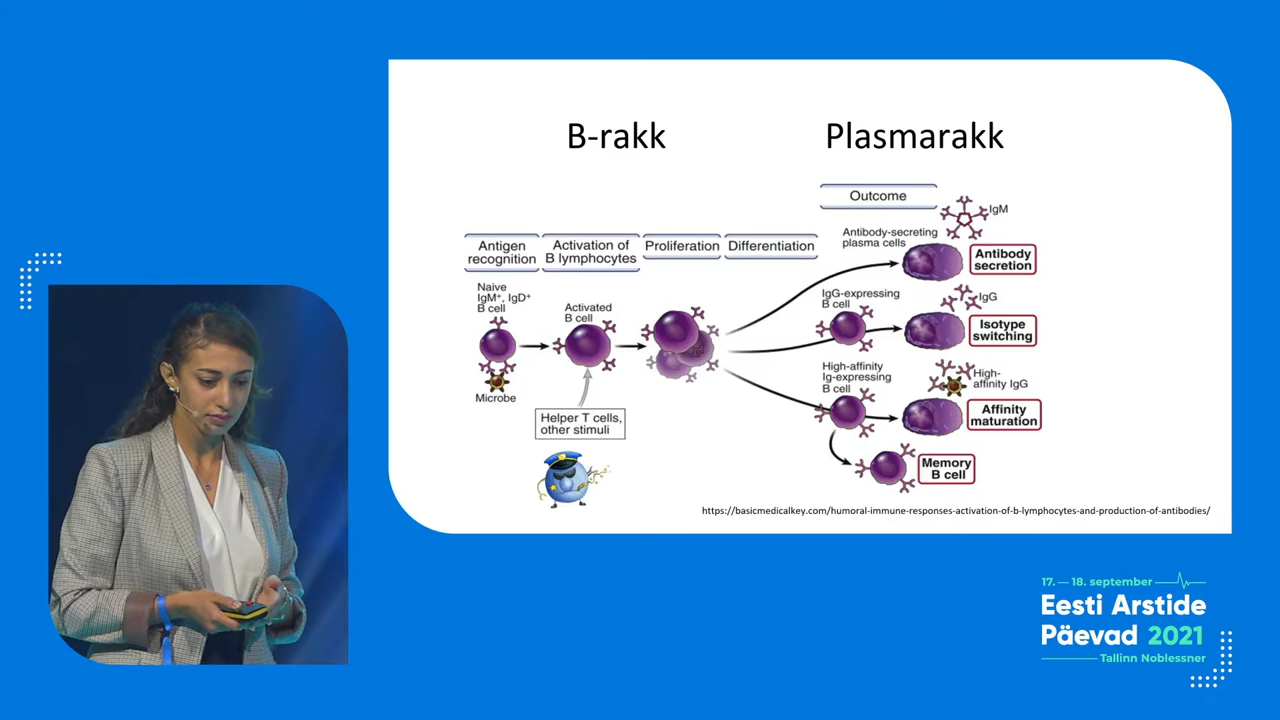 B-rakk
Plasmarakk
Outcome
IgM
Antibody-secreting
plasma cells
Antibody
secretion
Antigen
recognition
Activation of
B lymphocytes
Proliferation
Differentiation
Naive
IgM⁺, IgD⁺
B cell
Activated
B cell
Microbe
Helper T cells,
other stimuli
IgG-expressing
B cell
IgG
Isotype
switching
High-affinity
Ig-expressing
B cell
High-
affinity IgG
Affinity
maturation
Memory
B cell
https://basicmedicalkey.com/humoral-immune-responses-activation-of-b-lymphocytes-and-production-of-antibodies/
17. — 18. september
Eesti Arstide
Päevad 2021
Tallinn Noblessner